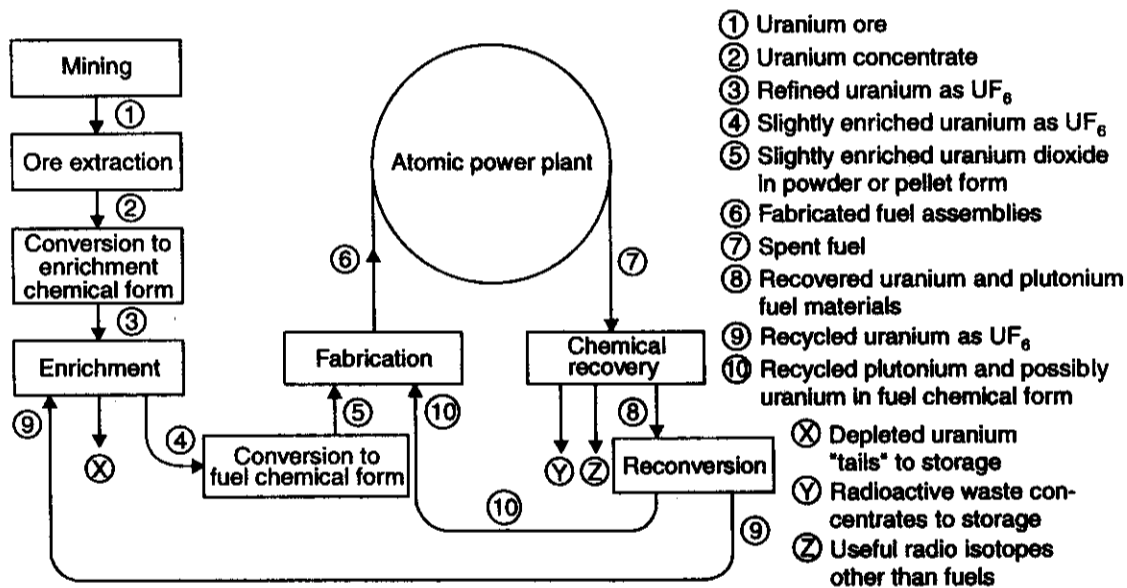 Mining
①
Ore extraction
②
Conversion to
enrichment
chemical form
③
Enrichment
⑨
Ⓧ
④
Conversion to
fuel chemical form
⑤
Fabrication
⑩
⑥
Atomic power plant
⑦
Chemical
recovery
Ⓨ
Ⓩ
⑧
Reconversion
⑩
⑨
① Uranium ore
② Uranium concentrate
③ Refined uranium as UF₆
④ Slightly enriched uranium as UF₆
⑤ Slightly enriched uranium dioxide
in powder or pellet form
⑥ Fabricated fuel assemblies
⑦ Spent fuel
⑧ Recovered uranium and plutonium
fuel materials
⑨ Recycled uranium as UF₆
⑩ Recycled plutonium and possibly
uranium in fuel chemical form
Ⓧ Depleted uranium
"tails" to storage
Ⓨ Radioactive waste con-
centrates to storage
Ⓩ Useful radio isotopes
other than fuels